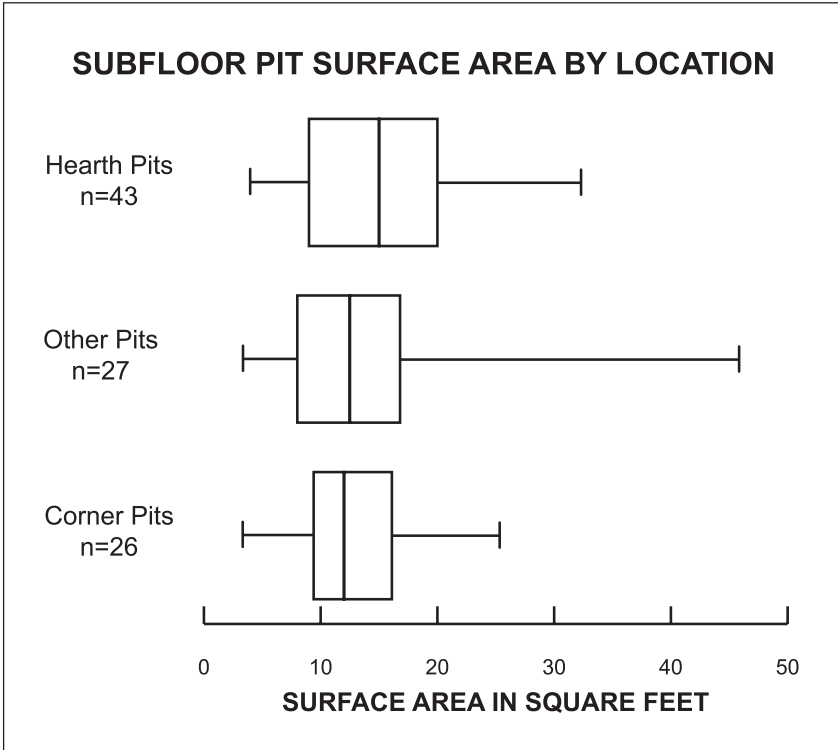 SUBFLOOR PIT SURFACE AREA BY LOCATION
Hearth Pits
n=43
Other Pits
n=27
Corner Pits
n=26
0 10 20 30 40 50
SURFACE AREA IN SQUARE FEET